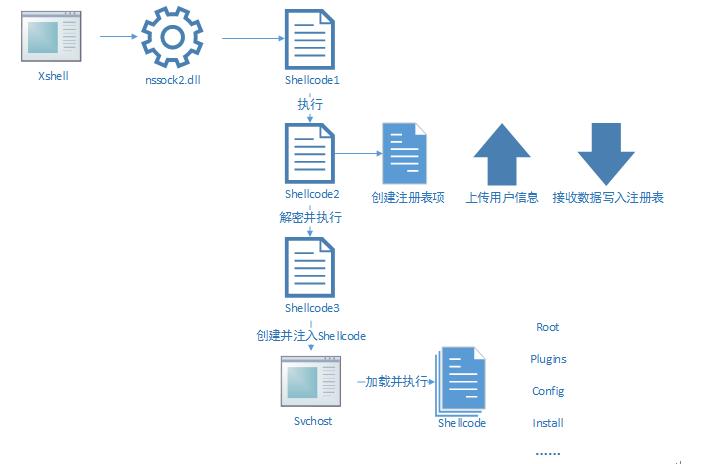 Xshell
nssock2.dll
Shellcode1
执行
Shellcode2
创建注册表项
上传用户信息
接收数据写入注册表
解密并执行
Shellcode3
创建并注入Shellcode
Svchost
加载并执行
Shellcode
Root
Plugins
Config
Install
......